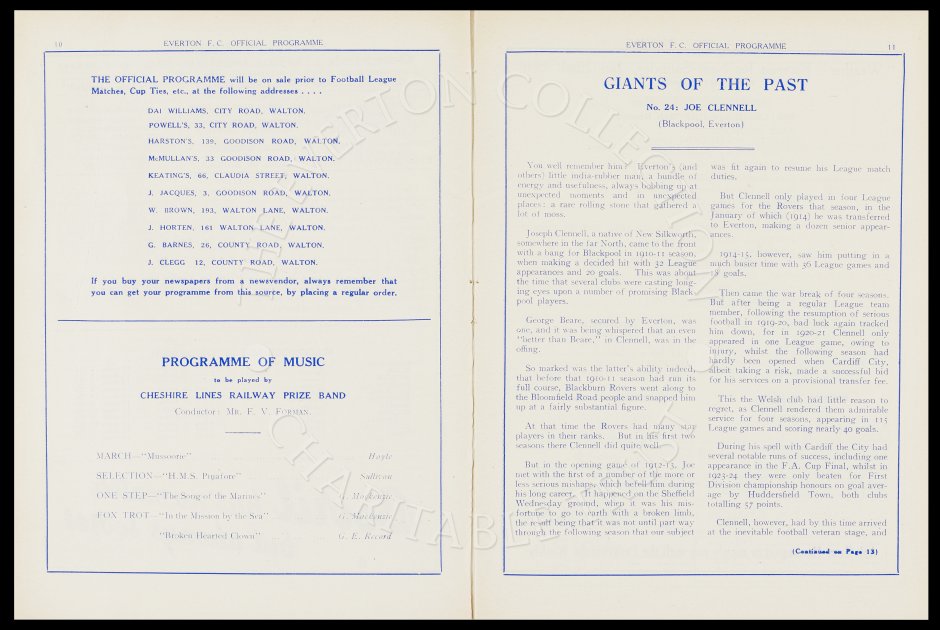 10
EVERTON F. C. OFFICIAL PROGRAMME
THE OFFICIAL PROGRAMME will be on sale prior to Football League
Matches, Cup Ties, etc., at the following addresses . . . .
DAI WILLIAMS, CITY ROAD, WALTON.
POWELL'S, 33, CITY ROAD, WALTON.
HARSTON'S, 139, GOODISON ROAD, WALTON.
McMULLAN'S, 33 GOODISON ROAD, WALTON.
KEATING'S, 66, CLAUDIA STREET, WALTON.
J. JACQUES, 3, GOODISON ROAD, WALTON.
W. BROWN, 193, WALTON LANE, WALTON.
J. HORTEN, 161 WALTON LANE, WALTON.
G. BARNES, 26, COUNTY ROAD, WALTON.
J. CLEGG 12, COUNTY ROAD, WALTON.
If you buy your newspapers from a newsvendor, always remember that
you can get your programme from this source, by placing a regular order.
PROGRAMME OF MUSIC
to be played by
CHESHIRE LINES RAILWAY PRIZE BAND
Conductor: MR. F. V. FORMAN.
MARCH—"Mussoorie" Hoyle
SELECTION—"H.M.S. Pinafore" Sullivan
ONE STEP—"The Song of the Marines" G. Mackenzie
FOX TROT—"In the Mission by the Sea" G. Mackenzie
"Broken Hearted Clown" G. E. Record
EVERTON F. C. OFFICIAL PROGRAMME
11
GIANTS OF THE PAST
No. 24: JOE CLENNELL
(Blackpool, Everton)
You well remember him? Everton's (and
others) little india-rubber man, a bundle of
energy and usefulness, always bobbing up at
unexpected moments and in unexpected
places: a rare rolling stone that gathered a
lot of moss.
Joseph Clennell, a native of New Silkworth,
somewhere in the far North, came to the front
with a bang for Blackpool in 1910-11 season,
when making a decided hit with 32 League
appearances and 20 goals. This was about
the time that several clubs were casting long-
ing eyes upon a number of promising Black-
pool players.
George Beare, secured by Everton, was
one, and it was being whispered that an even
"better than Beare," in Clennell, was in the
offing.
So marked was the latter's ability indeed,
that before that 1910-11 season had run its
full course, Blackburn Rovers went along to
the Bloomfield Road people and snapped him
up at a fairly substantial figure.
At that time the Rovers had many star
players in their ranks. But in his first two
seasons there Clennell did quite well.
But in the opening game of 1912-13, Joe
met with the first of a number of the more or
less serious mishaps, which befell him during
his long career. It happened on the Sheffield
Wednesday ground, when it was his mis-
fortune to go to earth with a broken limb,
the result being that it was not until part way
through the following season that our subject
was fit again to resume his League match
duties.
But Clennell only played in four League
games for the Rovers that season, in the
January of which (1914) he was transferred
to Everton, making a dozen senior appear-
ances.
1914-15, however, saw him putting in a
much busier time with 36 League games and
goals.
Then came the war break of four seasons.
But after being a regular League team
member, following the resumption of serious
football in 1919-20, bad luck again tracked
him down, for in 1920-21 Clennell only
appeared in one League game, owing to
injury, whilst the following season had
hardly been opened when Cardiff City,
albeit taking a risk, made a successful bid
for his services on a provisional transfer fee.
This the Welsh club had little reason to
regret, as Clennell rendered them admirable
service for four seasons, appearing in 115
League games and scoring nearly 40 goals.
During his spell with Cardiff the City had
several notable runs of success, including one
appearance in the F.A. Cup Final, whilst in
1923-24 they were only beaten for First
Division championship honours on goal aver-
age by Huddersfield Town, both clubs
totalling 57 points.
Clennell, however, had by this time arrived
at the inevitable football veteran stage, and
(Continued on Page 13)
THE EVERTON COLLECTION
CHARITABLE